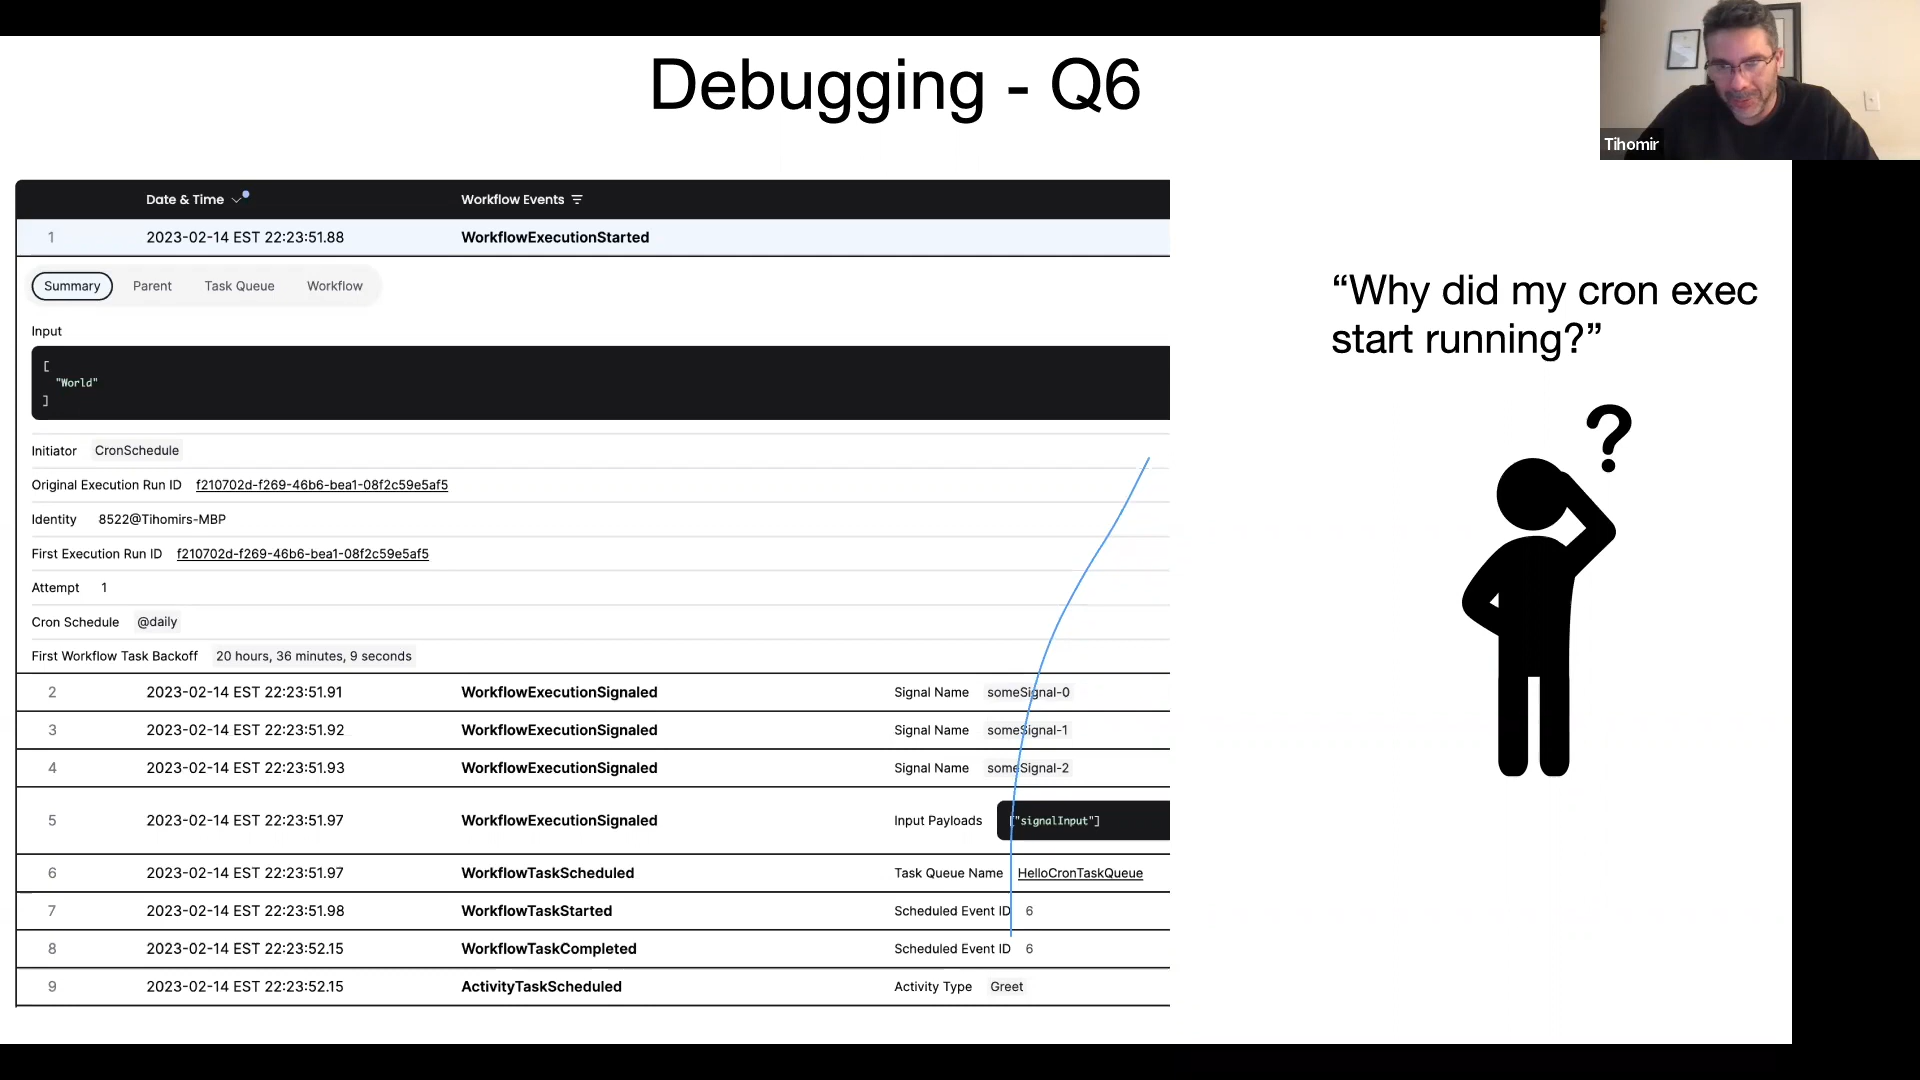 Debugging - Q6
Tihomir
Date & Time Workflow Events
1 2023-02-14 EST 22:23:51.88 WorkflowExecutionStarted
Summary Parent Task Queue Workflow
Input
[
"World"
]
Initiator CronSchedule
Original Execution Run ID f210702d-f269-46b6-bea1-08f2c59e5af5
Identity 8522@Tihomirs-MBP
First Execution Run ID f210702d-f269-46b6-bea1-08f2c59e5af5
Attempt 1
Cron Schedule @daily
First Workflow Task Backoff 20 hours, 36 minutes, 9 seconds
2 2023-02-14 EST 22:23:51.91 WorkflowExecutionSignaled Signal Name someSignal-0
3 2023-02-14 EST 22:23:51.92 WorkflowExecutionSignaled Signal Name someSignal-1
4 2023-02-14 EST 22:23:51.93 WorkflowExecutionSignaled Signal Name someSignal-2
5 2023-02-14 EST 22:23:51.97 WorkflowExecutionSignaled Input Payloads ["signalInput"]
6 2023-02-14 EST 22:23:51.97 WorkflowTaskScheduled Task Queue Name HelloCronTaskQueue
7 2023-02-14 EST 22:23:51.98 WorkflowTaskStarted Scheduled Event ID 6
8 2023-02-14 EST 22:23:52.15 WorkflowTaskCompleted Scheduled Event ID 6
9 2023-02-14 EST 22:23:52.15 ActivityTaskScheduled Activity Type Greet
“Why did my cron exec
start running?”
?